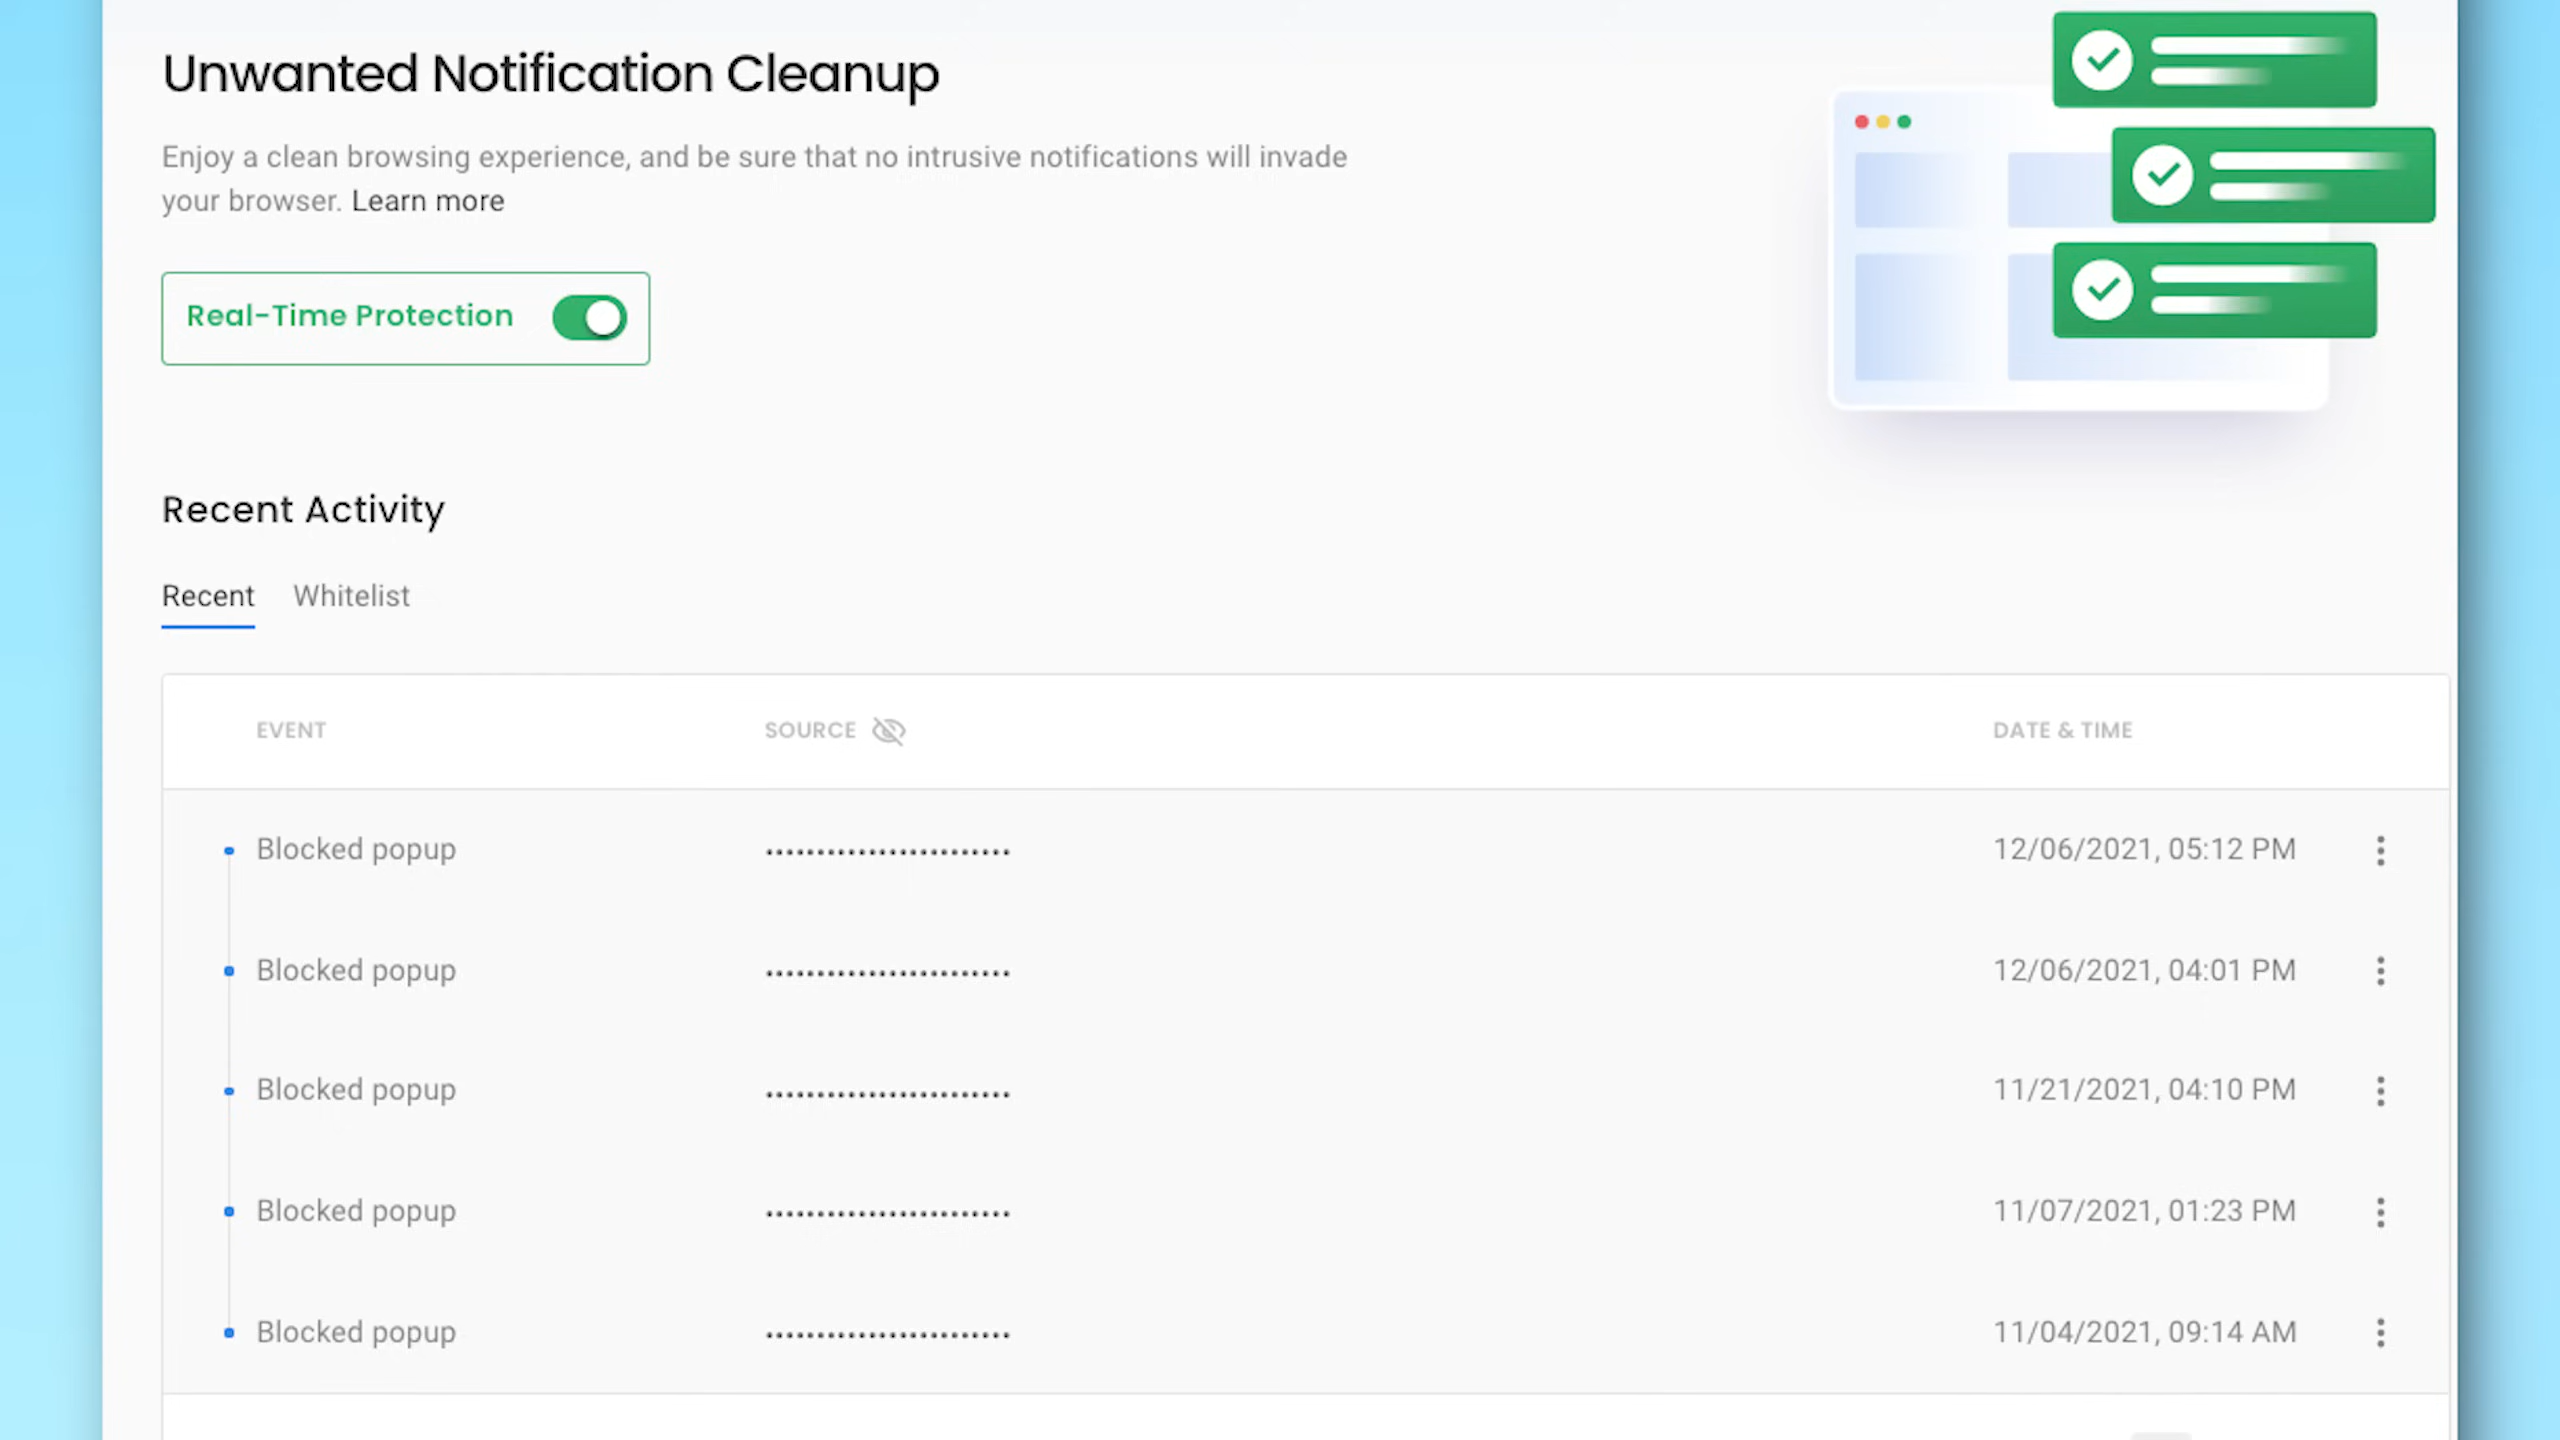 Unwanted Notification Cleanup
Enjoy a clean browsing experience, and be sure that no intrusive notifications will invade
your browser. Learn more
Real-Time Protection
Recent Activity
Recent Whitelist
EVENT SOURCE DATE & TIME
Blocked popup ························ 12/06/2021, 05:12 PM
Blocked popup ························ 12/06/2021, 04:01 PM
Blocked popup ························ 11/21/2021, 04:10 PM
Blocked popup ························ 11/07/2021, 01:23 PM
Blocked popup ························ 11/04/2021, 09:14 AM